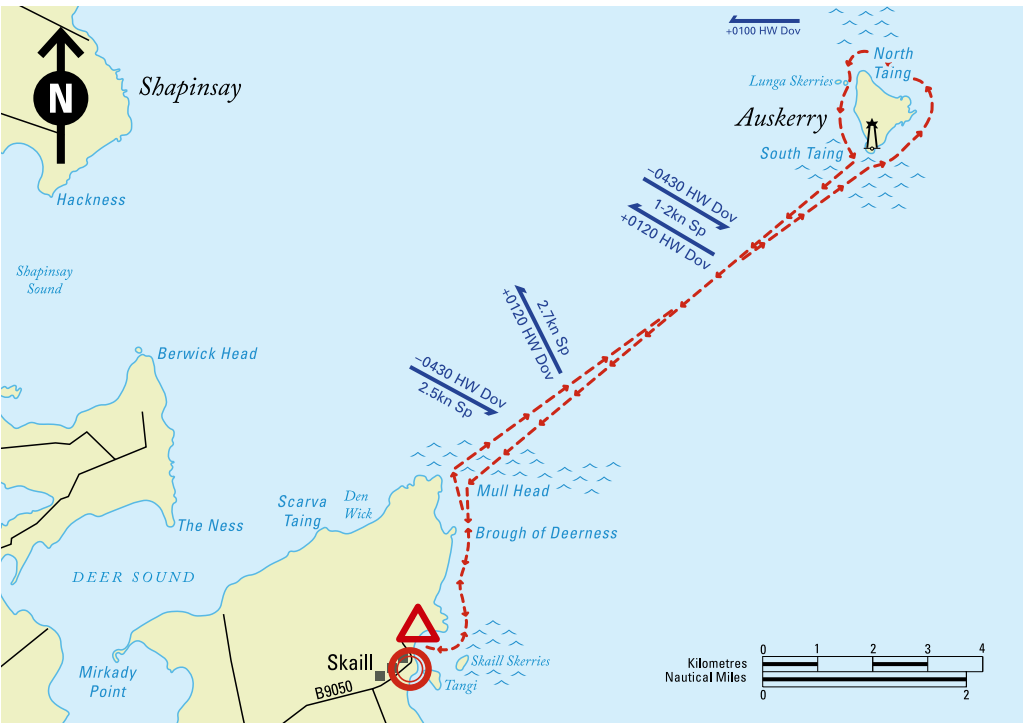 +0100 HW Dov
North
Taing
Lunga Skerries
N
Shapinsay
Auskerry
South Taing
Hackness
–0430 HW Dov
1-2kn Sp
+0120 HW Dov
Shapinsay
Sound
2.7kn Sp
+0120 HW Dov
Berwick Head
–0430 HW Dov
2.5kn Sp
Mull Head
Scarva
Taing
Den
Wick
The Ness
Brough of Deerness
DEER SOUND
Mirkady
Point
Skaill
B9050
Skaill Skerries
Tangi
0 1 2 3 4
Kilometres
Nautical Miles
0 2